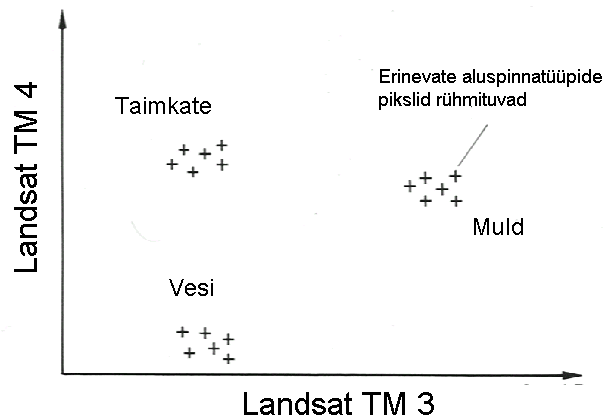 Erinevate aluspinnatüüpide
pikslid rühmituvad
Taimkate
Landsat TM 4
Muld
Vesi
Landsat TM 3